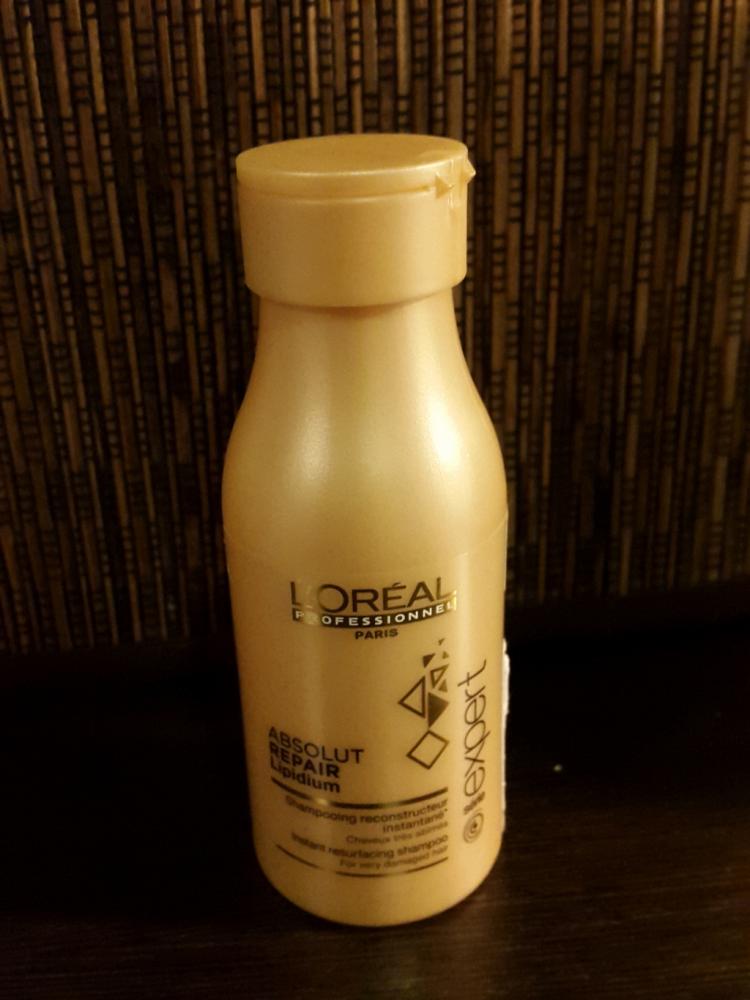 L'ORÉAL
PROFESSIONNEL
PARIS
ABSOLUT
REPAIR
Lipidium
Shampooing reconstructeur
instantané*
Cheveux très abîmés
Instant resurfacing shampoo
For very damaged hair
série expert